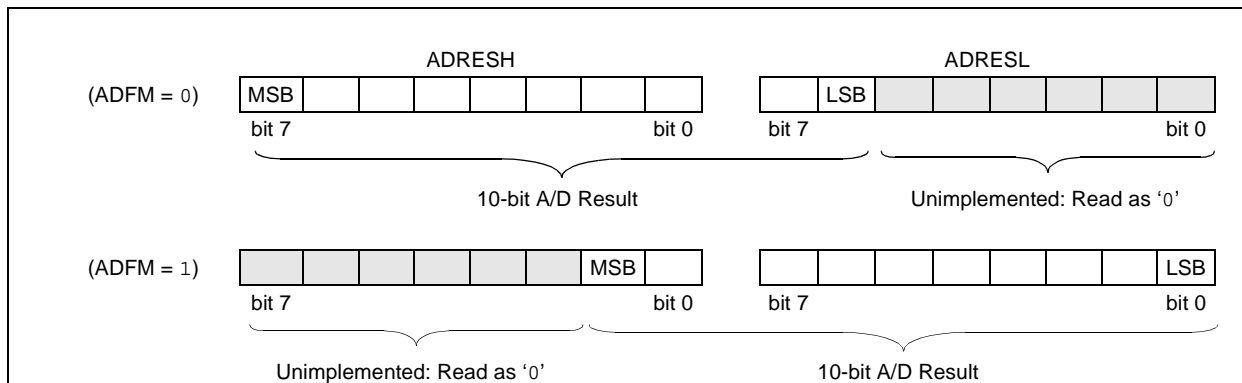 ADRESH ADRESL
(ADFM = 0) MSB LSB
bit 7 bit 0 bit 7 bit 0
10-bit A/D Result Unimplemented: Read as ‘0’
(ADFM = 1) MSB LSB
bit 7 bit 0 bit 7 bit 0
Unimplemented: Read as ‘0’ 10-bit A/D Result